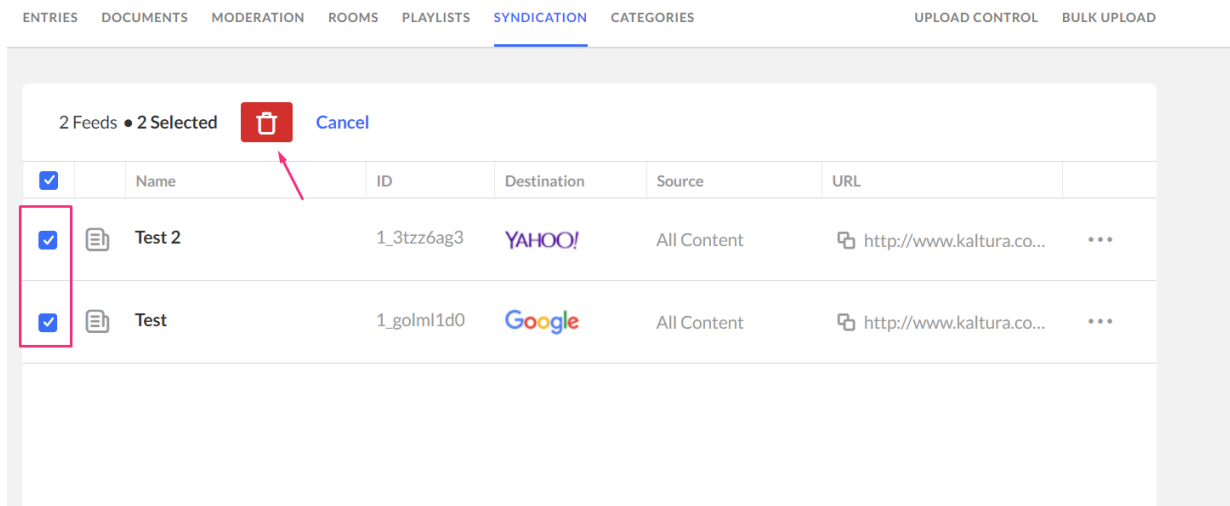 ENTRIES DOCUMENTS MODERATION ROOMS PLAYLISTS SYNDICATION CATEGORIES UPLOAD CONTROL BULK UPLOAD
2 Feeds • 2 Selected Cancel
Name ID Destination Source URL
Test 2 1_3tzz6ag3 YAHOO! All Content http://www.kaltura.co...
Test 1_golml1d0 Google All Content http://www.kaltura.co...